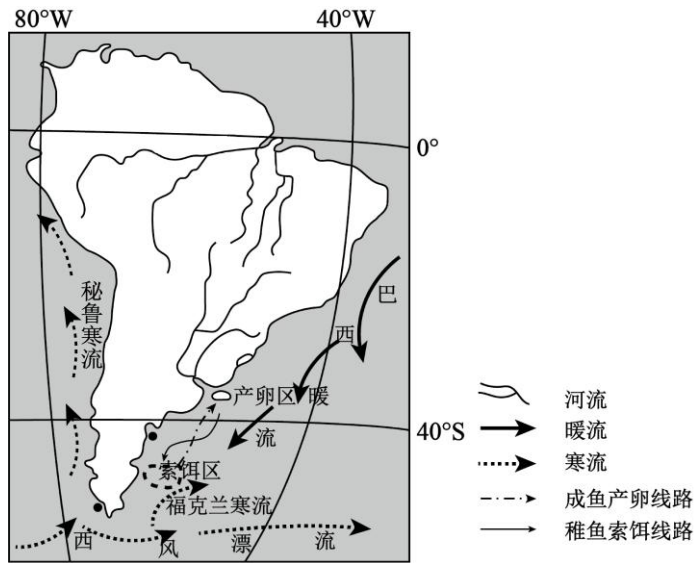 80°W
40°W
0°
秘鲁寒流
巴
西
暖
流
产卵区
40°S
索饵区
福克兰寒流
西
风
漂
流
河流
暖流
寒流
成鱼产卵线路
稚鱼索饵线路